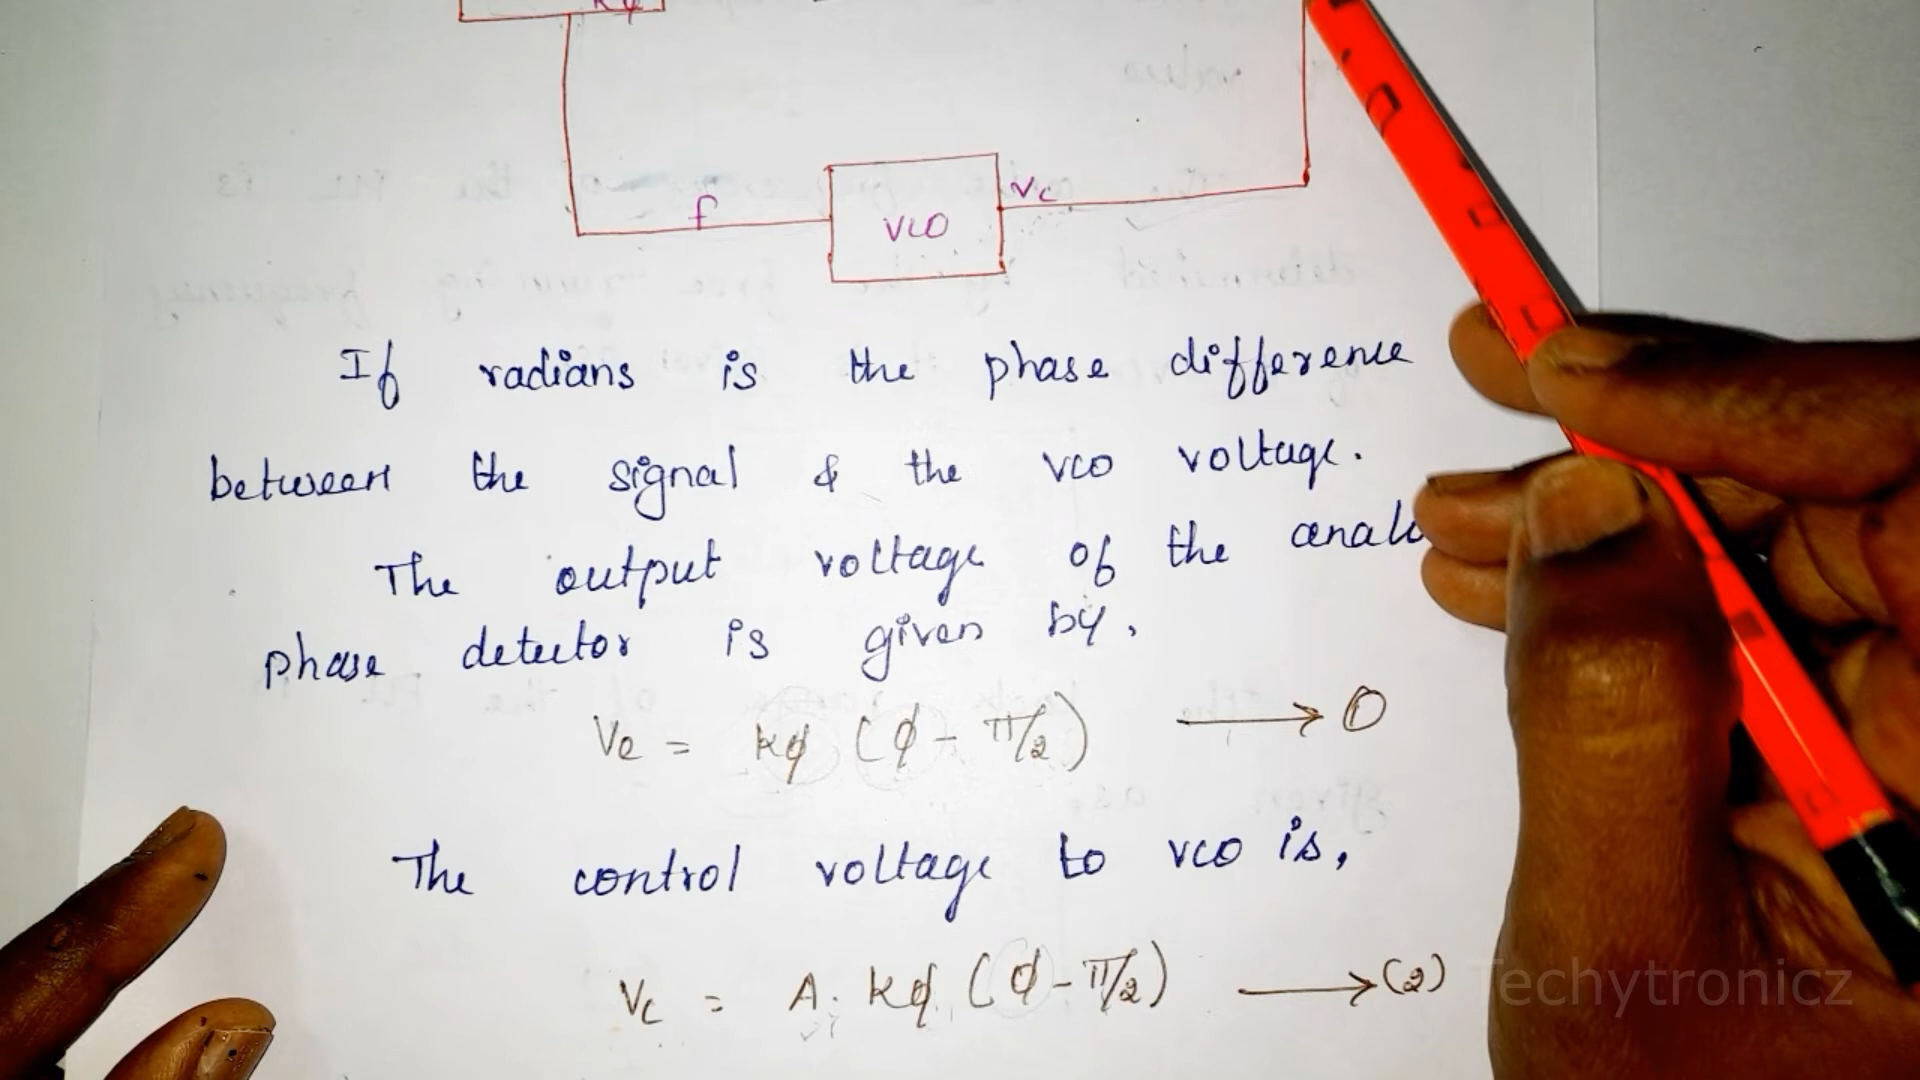 kϕ
f
VCO
Vc
If radians is the phase difference
between the signal & the VCO voltage.
The output voltage of the analo
phase detector is given by,
Ve = kϕ (ϕ - π/2) → ①
The control voltage to VCO is,
Vc = A. kϕ (ϕ - π/2) → (2)
Techytronicz